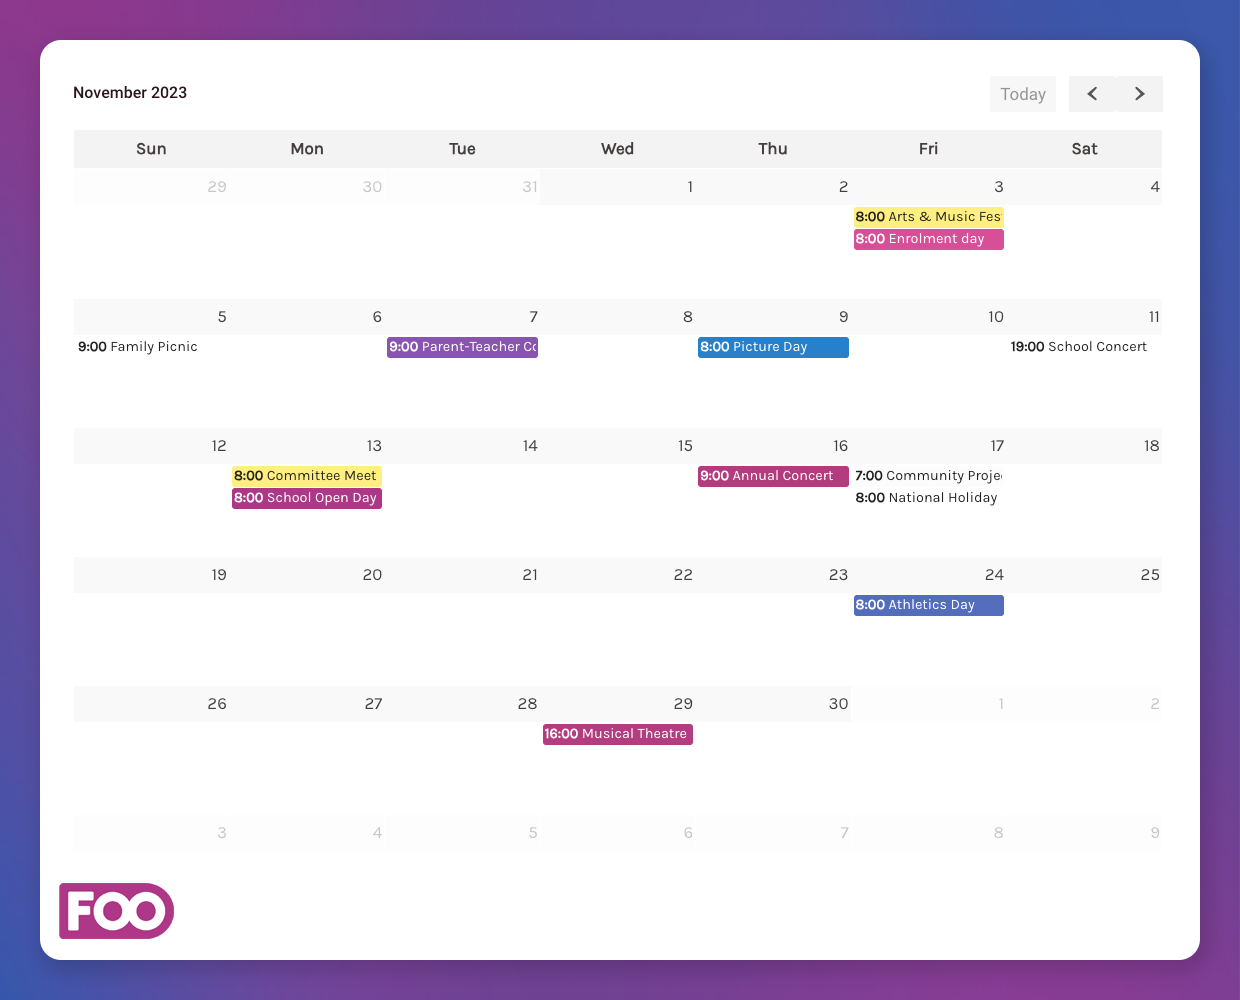 November 2023
Today
Sun Mon Tue Wed Thu Fri Sat
29 30 31 1 2 3 4
8:00 Arts & Music Fes
8:00 Enrolment day
5 6 7 8 9 10 11
9:00 Family Picnic 9:00 Parent-Teacher Co 8:00 Picture Day 19:00 School Concert
12 13 14 15 16 17 18
8:00 Committee Meet 9:00 Annual Concert 7:00 Community Projec
8:00 School Open Day 8:00 National Holiday
19 20 21 22 23 24 25
8:00 Athletics Day
26 27 28 29 30 1 2
16:00 Musical Theatre
3 4 5 6 7 8 9
FOO